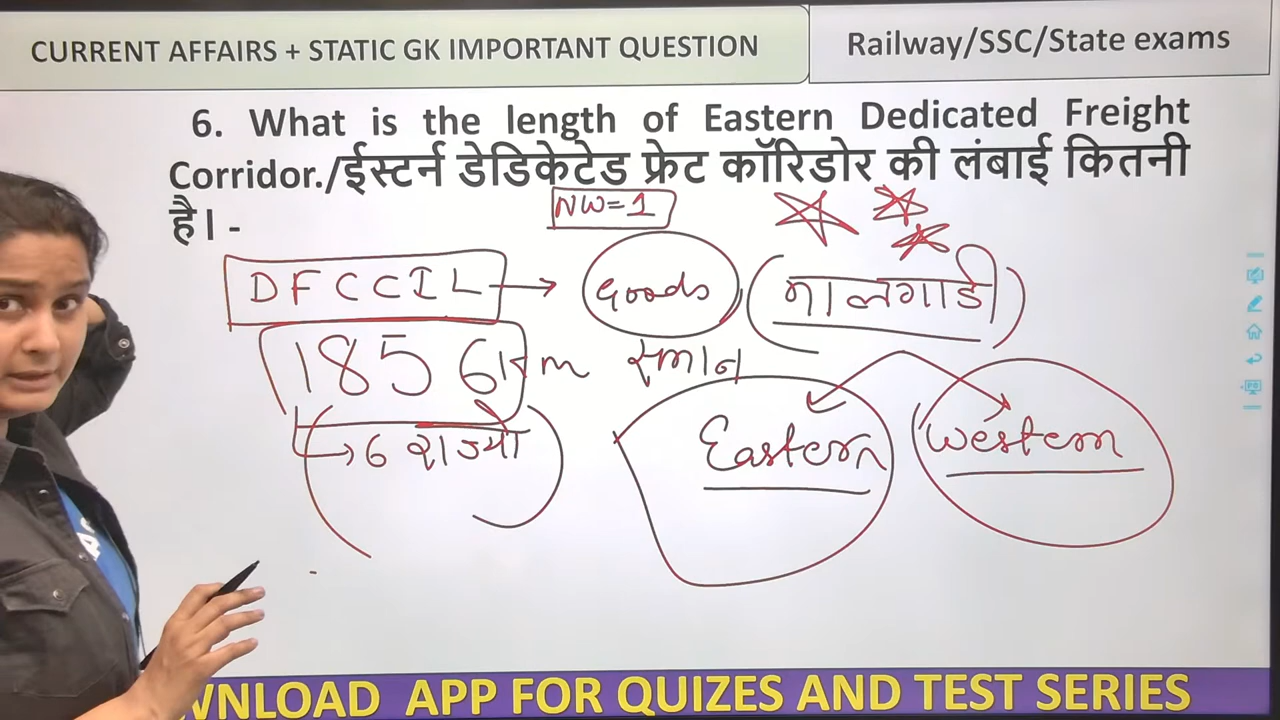 CURRENT AFFAIRS + STATIC GK IMPORTANT QUESTION
Railway/SSC/State exams
6. What is the length of Eastern Dedicated Freight
Corridor./ईस्टर्न डेडिकेटेड फ्रेट कॉरिडोर की लंबाई कितनी
है। -
NW=1
DFCCIL → Goods (मालगाडी)
1856 km समान
→ 6 राज्यो
Eastern Western
WNLOAD APP FOR QUIZES AND TEST SERIES